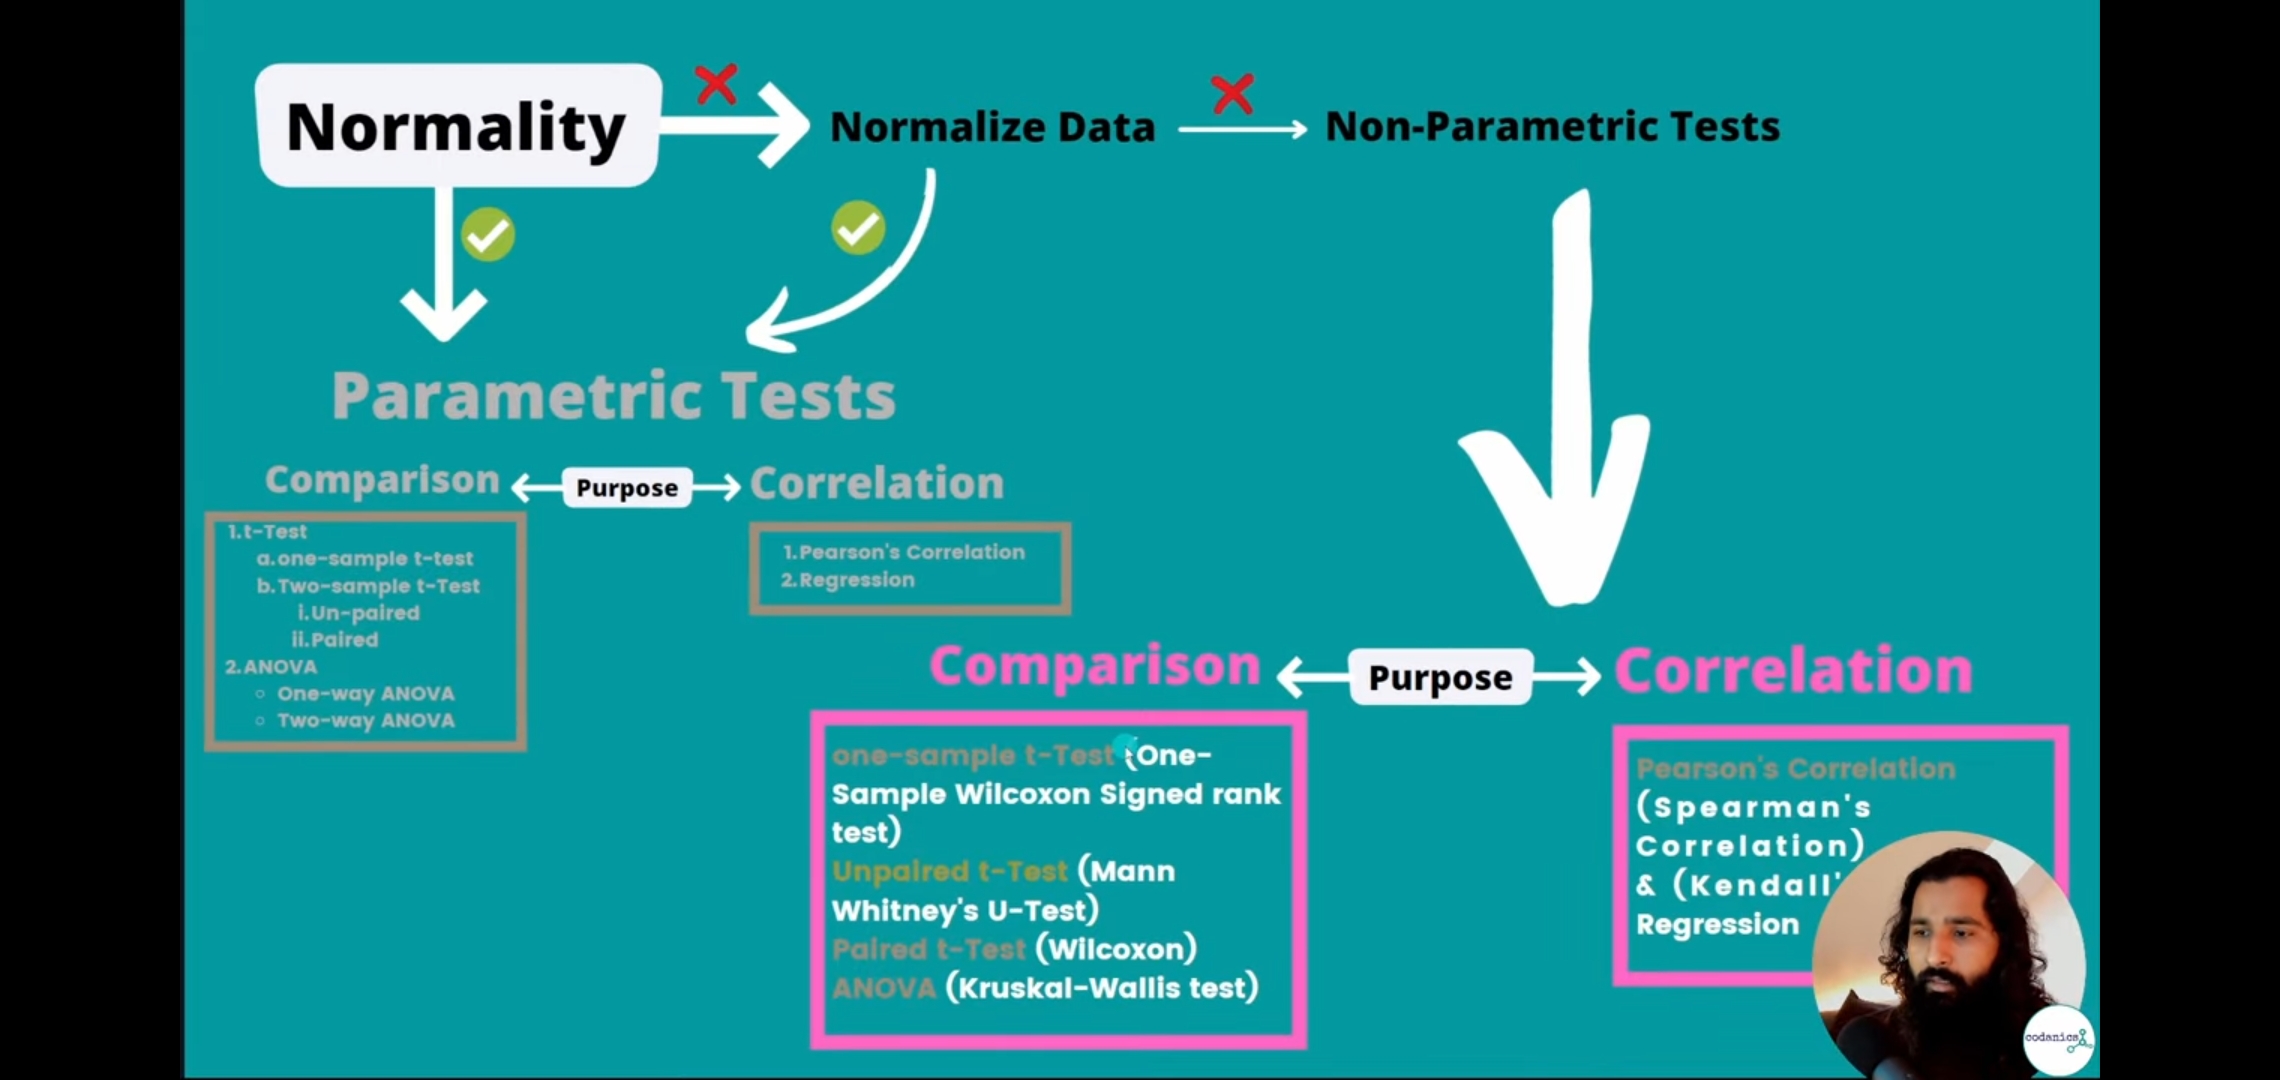 Normality
Normalize Data
Non-Parametric Tests
Parametric Tests
Comparison
Purpose
Correlation
1.t-Test
a.one-sample t-test
b.Two-sample t-Test
i.Un-paired
ii.Paired
2.ANOVA
One-way ANOVA
Two-way ANOVA
1.Pearson's Correlation
2.Regression
Comparison
Purpose
Correlation
one-sample t-Test (One-
Sample Wilcoxon Signed rank
test)
Unpaired t-Test (Mann
Whitney's U-Test)
Paired t-Test (Wilcoxon)
ANOVA (Kruskal-Wallis test)
Pearson's Correlation
(Spearman's
Correlation)
& (Kendall'
Regression
codanics